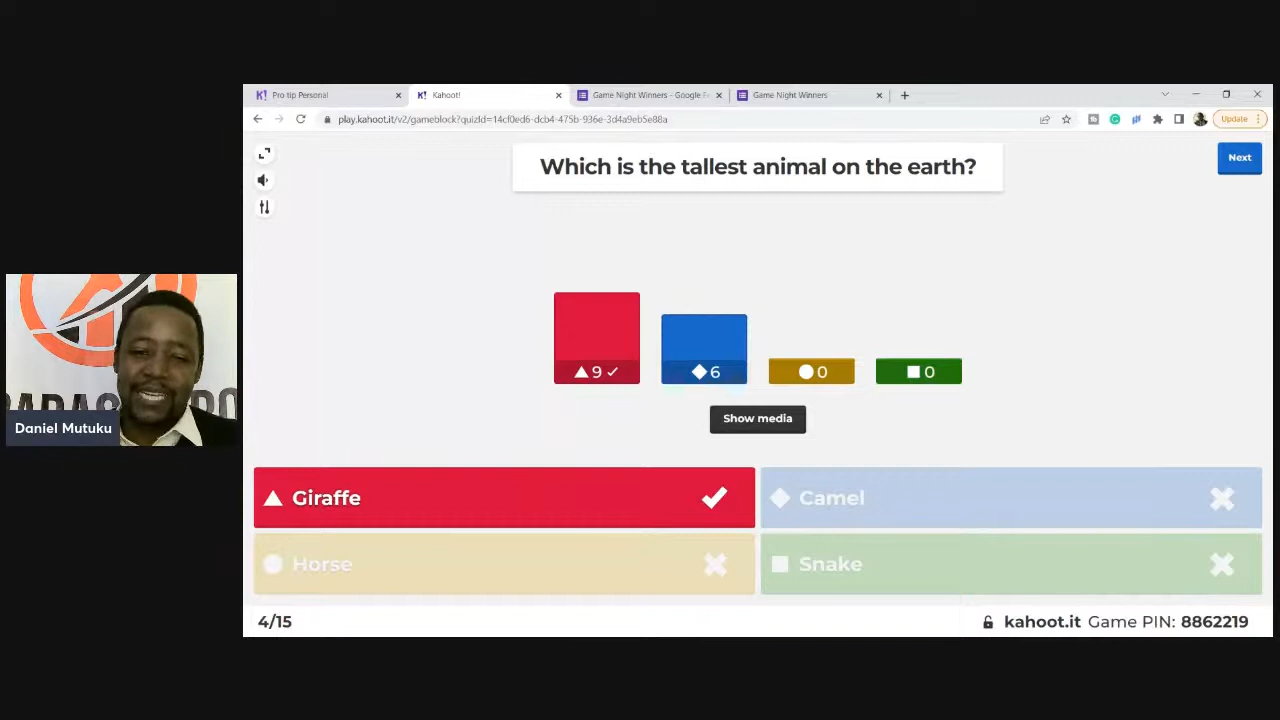 Pro tip Personal
Kahoot!
Game Night Winners - Google F
Game Night Winners
play.kahoot.it/v2/gameblock?quizId=14cf0ed6-dcb4-475b-936e-3d4a9eb5e88a
Update
Which is the tallest animal on the earth?
Next
9
6
0
0
Show media
Daniel Mutuku
Giraffe
Camel
Horse
Snake
4/15
kahoot.it Game PIN: 8862219